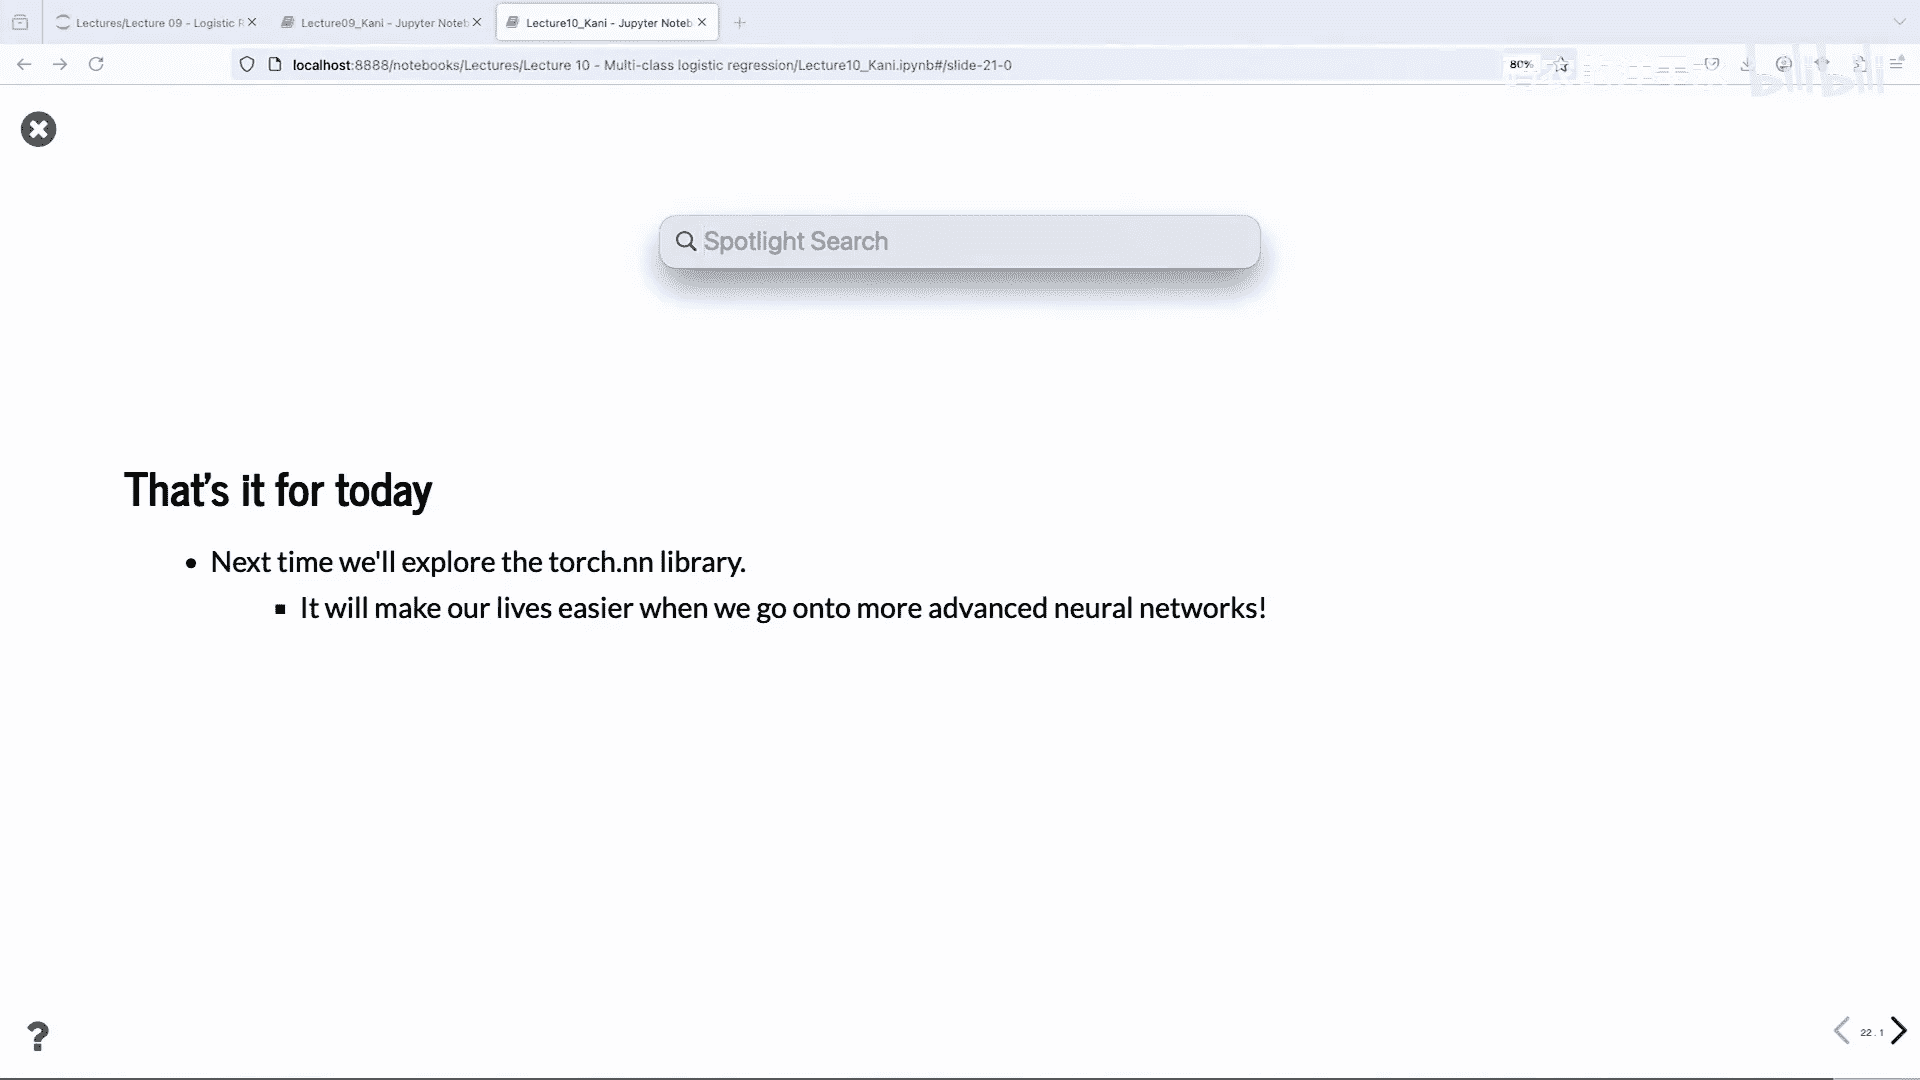 Lectures/Lecture 09 - Logistic R
Lecture09_Kani - Jupyter Noteb
Lecture10_Kani - Jupyter Noteb
localhost:8888/notebooks/Lectures/Lecture 10 - Multi-class logistic regression/Lecture10_Kani.ipynb#/slide-21-0
80%
bilibili
Spotlight Search
That's it for today
Next time we'll explore the torch.nn library.
It will make our lives easier when we go onto more advanced neural networks!
?
22.1